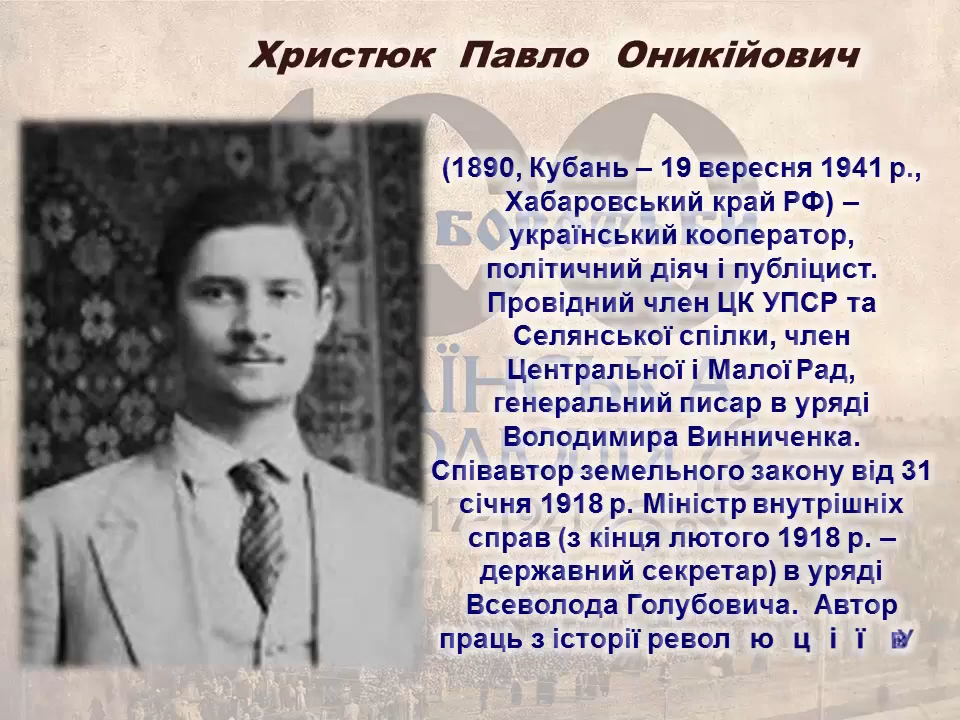 Христюк Павло Оникійович
(1890, Кубань – 19 вересня 1941 р.,
Хабаровський край РФ) –
український кооператор,
політичний діяч і публіцист.
Провідний член ЦК УПСР та
Селянської спілки, член
Центральної і Малої Рад,
генеральний писар в уряді
Володимира Винниченка.
Співавтор земельного закону від 31
січня 1918 р. Міністр внутрішніх
справ (з кінця лютого 1918 р. –
державний секретар) в уряді
Всеволода Голубовича. Автор
праць з історії револ ю ц і ї